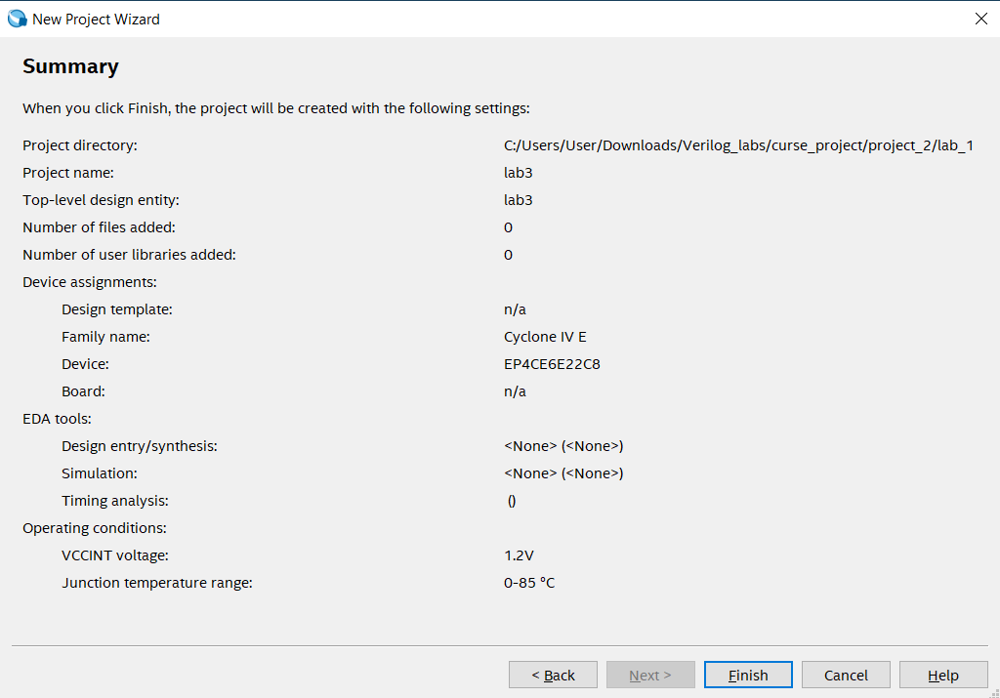 New Project Wizard
Summary
When you click Finish, the project will be created with the following settings:
Project directory: C:/Users/User/Downloads/Verilog_labs/curse_project/project_2/lab_1
Project name: lab3
Top-level design entity: lab3
Number of files added: 0
Number of user libraries added: 0
Device assignments:
Design template: n/a
Family name: Cyclone IV E
Device: EP4CE6E22C8
Board: n/a
EDA tools:
Design entry/synthesis: <None> (<None>)
Simulation: <None> (<None>)
Timing analysis: ()
Operating conditions:
VCCINT voltage: 1.2V
Junction temperature range: 0-85 °C
< Back Next > Finish Cancel Help